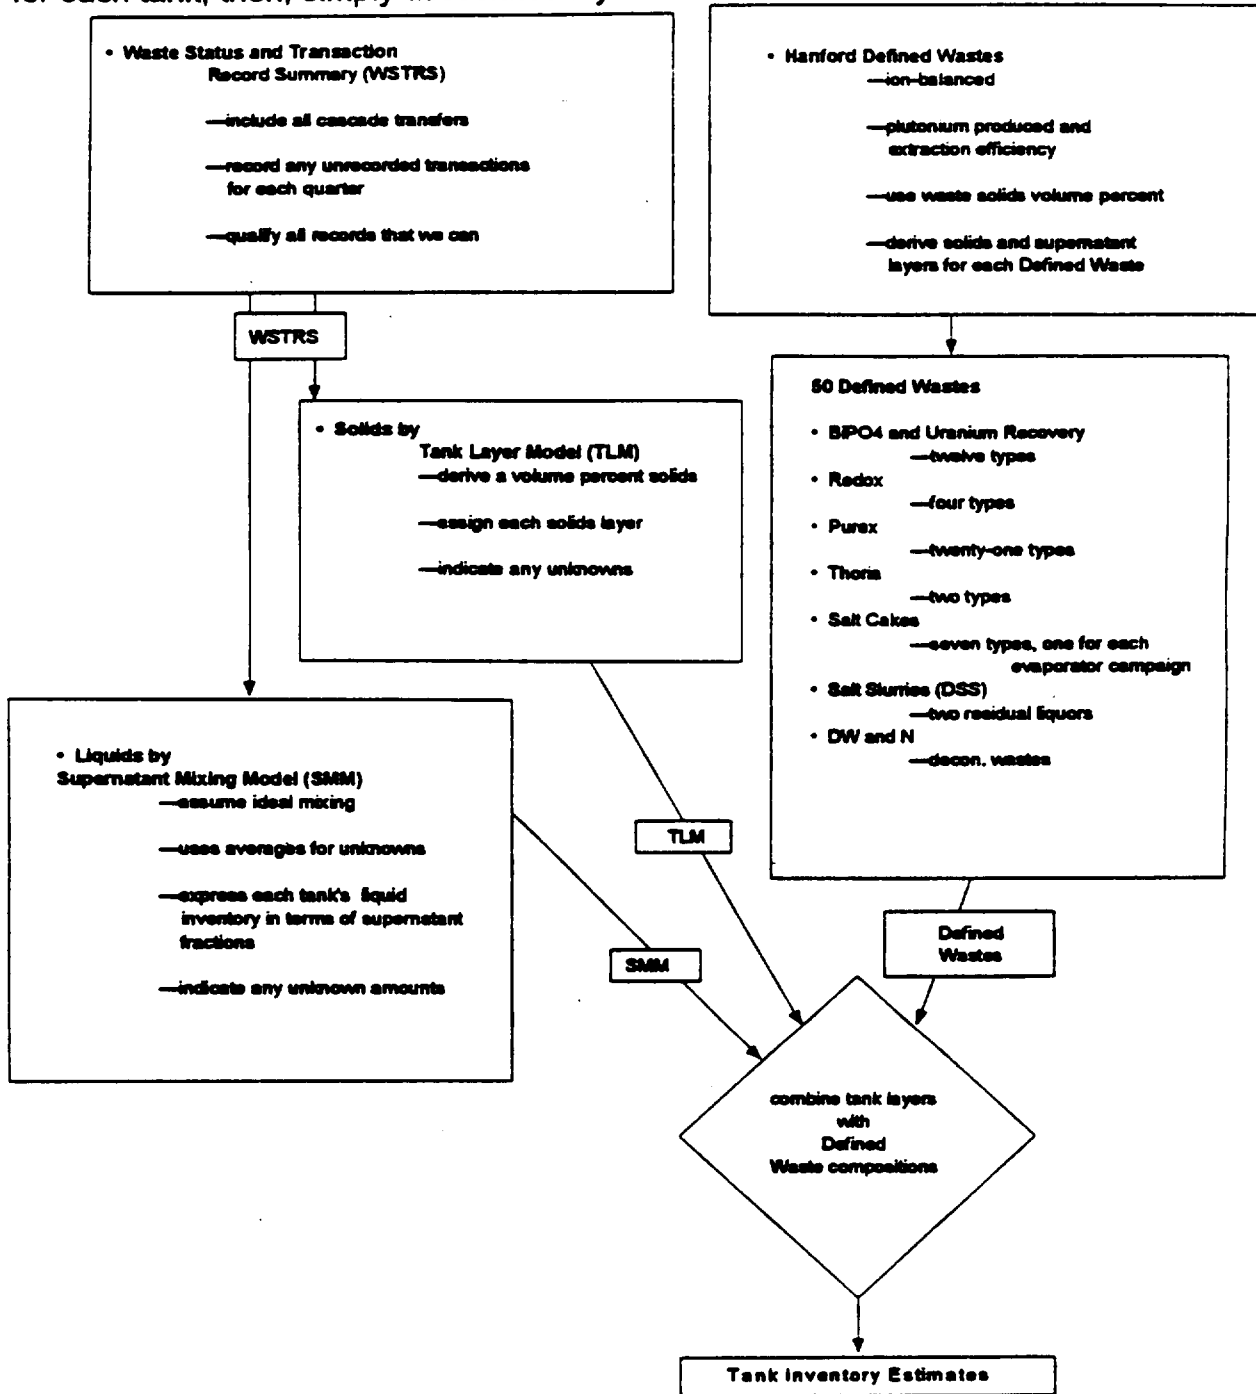 for each tank, then, simply
• Waste Status and Transaction
Record Summary (WSTRS)
—include all cascade transfers
—record any unrecorded transactions
for each quarter
—qualify all records that we can
• Hanford Defined Wastes
—ion-balanced
—plutonium produced and
extraction efficiency
—use waste solids volume percent
—derive solids and supernatant
layers for each Defined Waste
WSTRS
• Solids by
Tank Layer Model (TLM)
—derive a volume percent solids
—assign each solids layer
—indicate any unknowns
50 Defined Wastes
• BiPO4 and Uranium Recovery
—twelve types
• Redox
—four types
• Purex
—twenty-one types
• Thoria
—two types
• Salt Cakes
—seven types, one for each
evaporator campaign
• Salt Slurries (DSS)
—two residual liquors
• DW and N
—decon. wastes
• Liquids by
Supernatant Mixing Model (SMM)
—assume ideal mixing
—uses averages for unknowns
—express each tank's liquid
inventory in terms of supernatant
fractions
—indicate any unknown amounts
TLM
SMM
Defined
Wastes
combine tank layers
with
Defined
Waste compositions
Tank Inventory Estimates